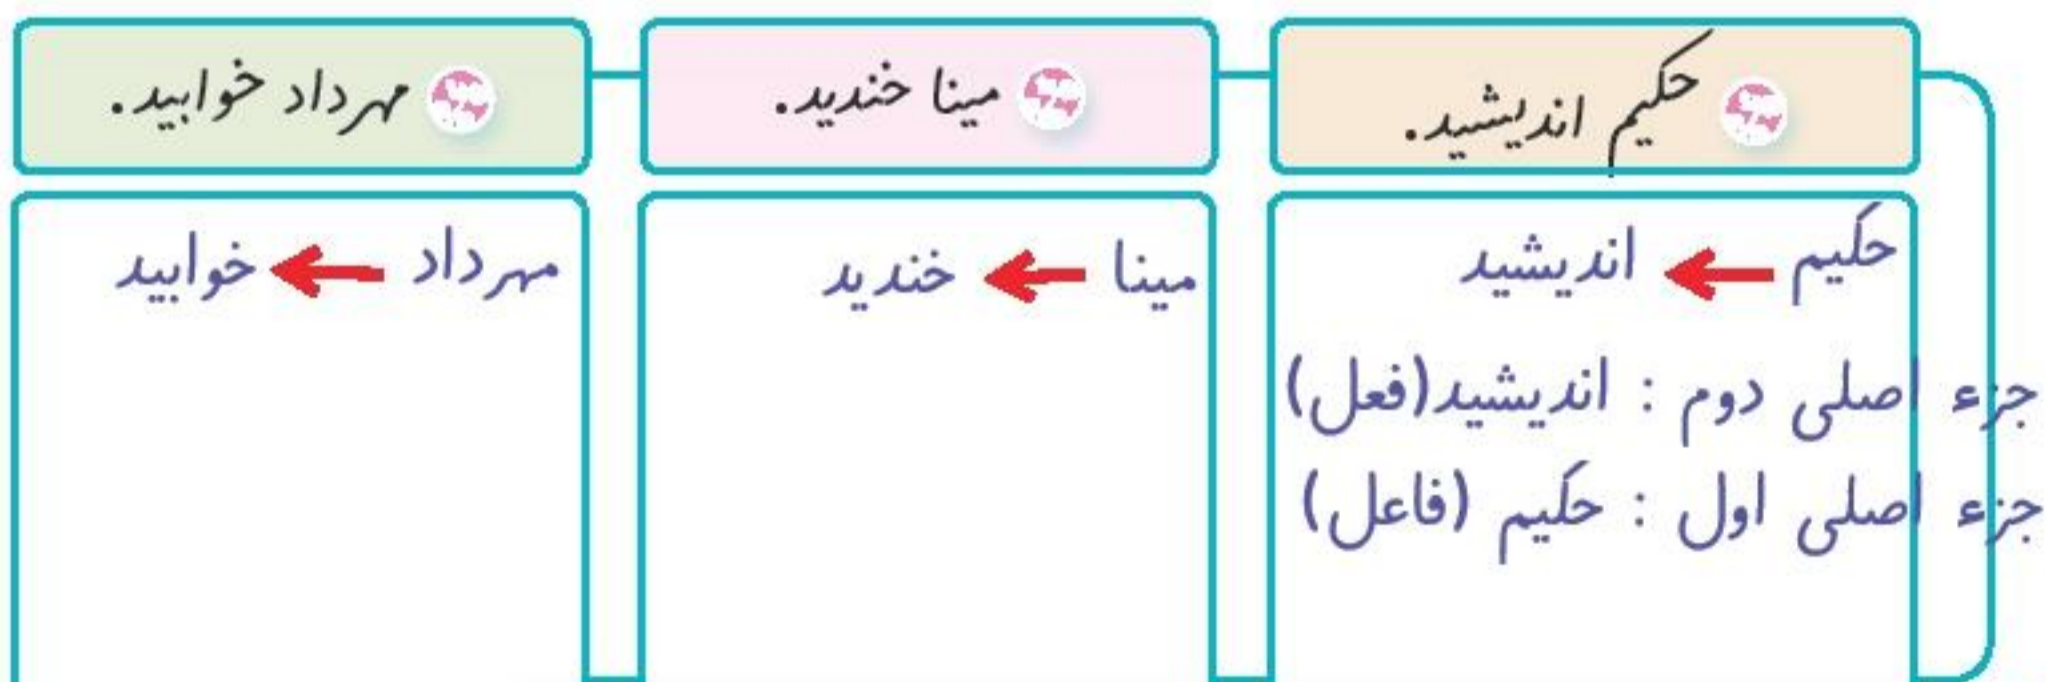 حکیم اندیشید.
مینا خندید.
مهرداد خوابید.
حکیم ← اندیشید
مینا ← خندید
مهرداد ← خوابید
جزء اصلی دوم : اندیشید(فعل)
جزء اصلی اول : حکیم (فاعل)